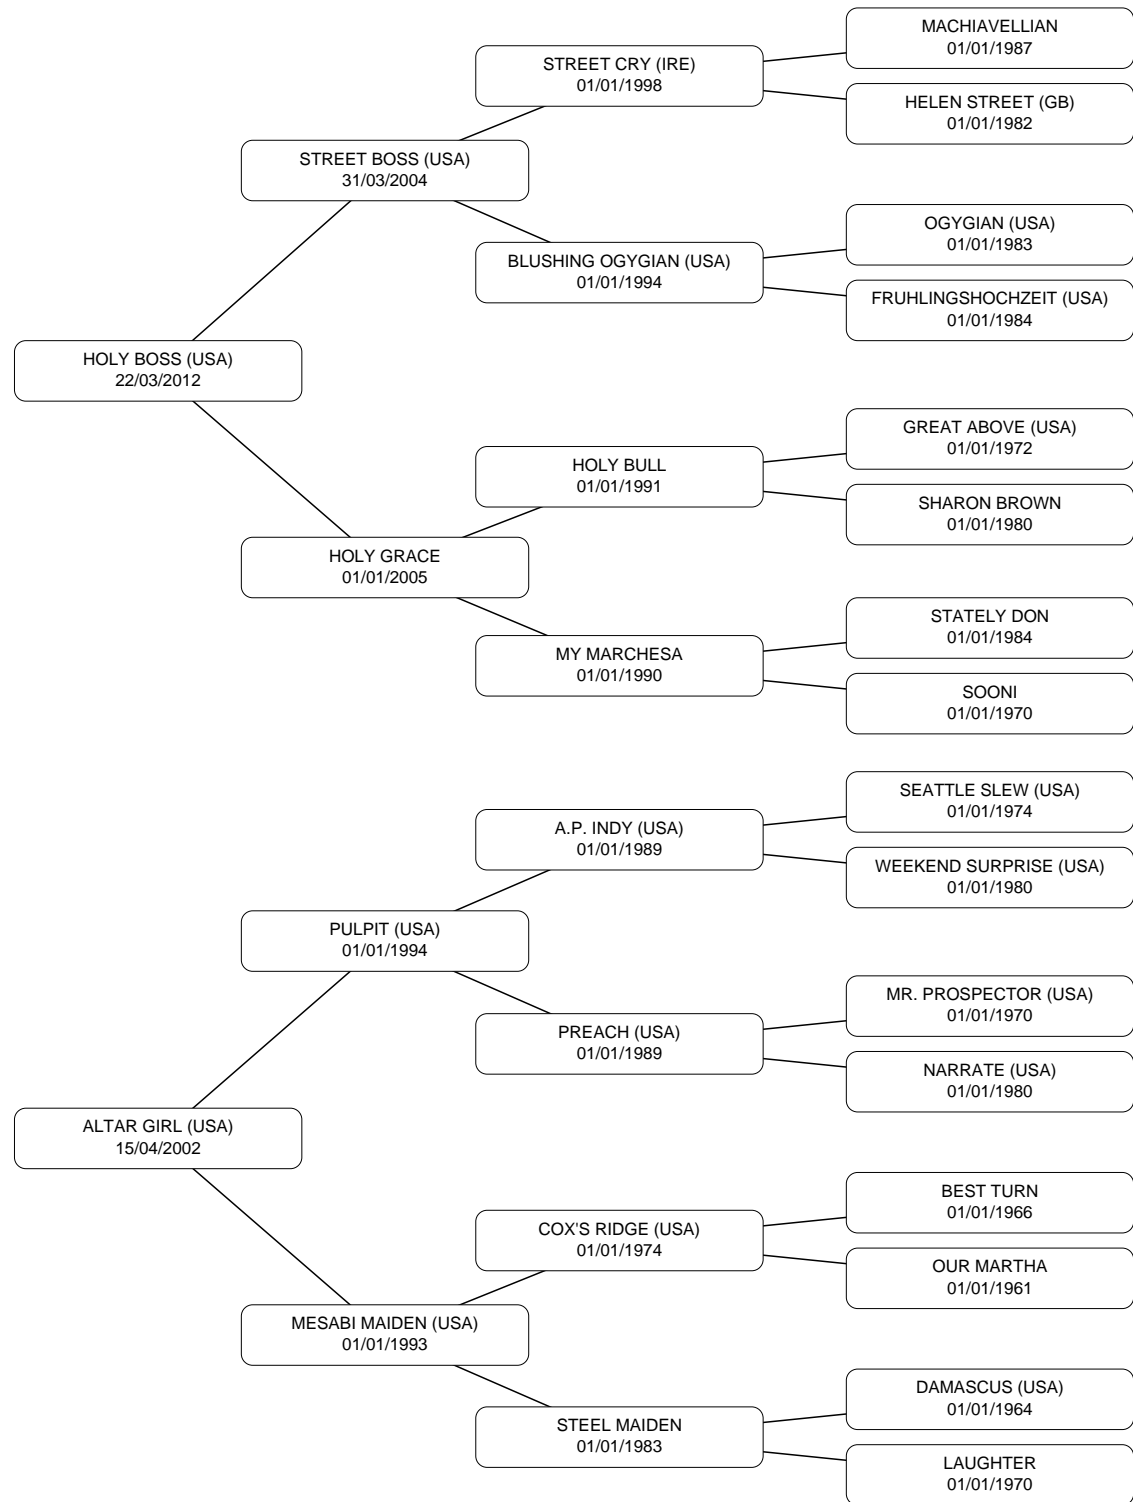 MACHIAVELLIAN
01/01/1987
STREET CRY (IRE)
01/01/1998
HELEN STREET (GB)
01/01/1982
STREET BOSS (USA)
31/03/2004
OGYGIAN (USA)
01/01/1983
BLUSHING OGYGIAN (USA)
01/01/1994
FRUHLINGSHOCHZEIT (USA)
01/01/1984
HOLY BOSS (USA)
22/03/2012
GREAT ABOVE (USA)
01/01/1972
HOLY BULL
01/01/1991
SHARON BROWN
01/01/1980
HOLY GRACE
01/01/2005
STATELY DON
01/01/1984
MY MARCHESA
01/01/1990
SOONI
01/01/1970
SEATTLE SLEW (USA)
01/01/1974
A.P. INDY (USA)
01/01/1989
WEEKEND SURPRISE (USA)
01/01/1980
PULPIT (USA)
01/01/1994
MR. PROSPECTOR (USA)
01/01/1970
PREACH (USA)
01/01/1989
NARRATE (USA)
01/01/1980
ALTAR GIRL (USA)
15/04/2002
BEST TURN
01/01/1966
COX'S RIDGE (USA)
01/01/1974
OUR MARTHA
01/01/1961
MESABI MAIDEN (USA)
01/01/1993
DAMASCUS (USA)
01/01/1964
STEEL MAIDEN
01/01/1983
LAUGHTER
01/01/1970